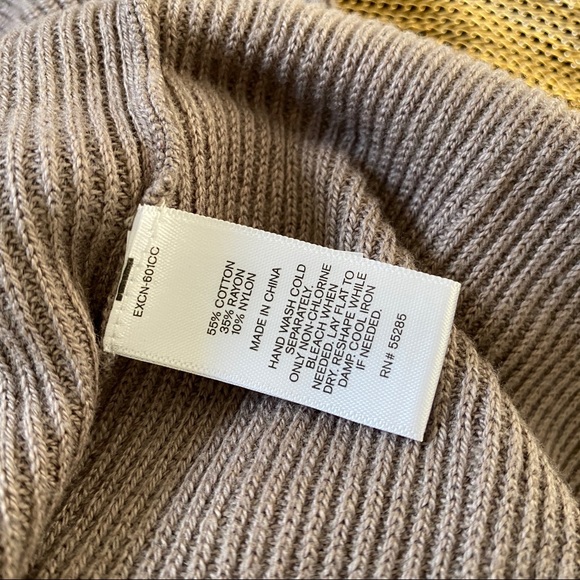 EXCN-601CC
55% COTTON
35% RAYON
10% NYLON
MADE IN CHINA
HAND WASH COLD
SEPARATELY.
ONLY NON-CHLORINE
BLEACH WHEN
NEEDED. LAY FLAT TO
DRY. RESHAPE WHILE
DAMP. COOL IRON
IF NEEDED.
RN# 55285